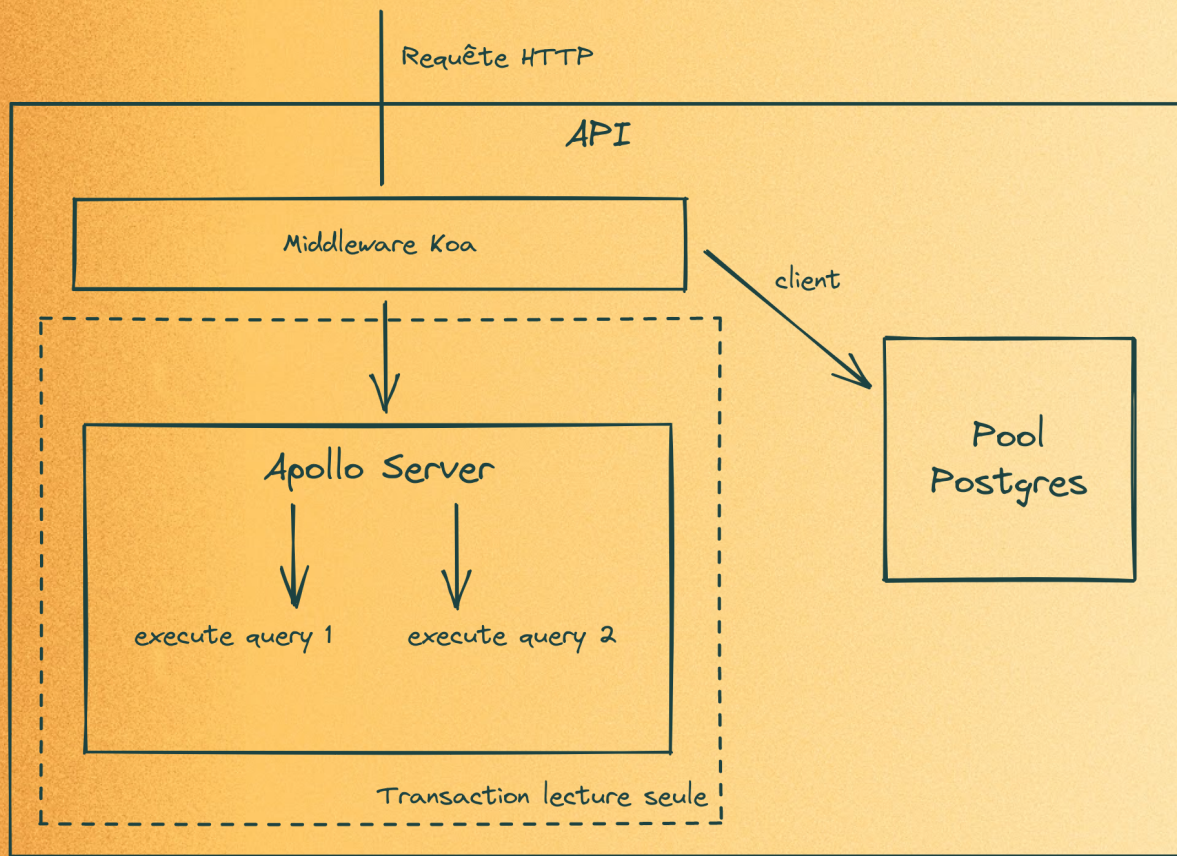 Requête HTTP
API
Middleware Koa
client
Pool
Postgres
Apollo Server
execute query 1
execute query 2
Transaction lecture seule